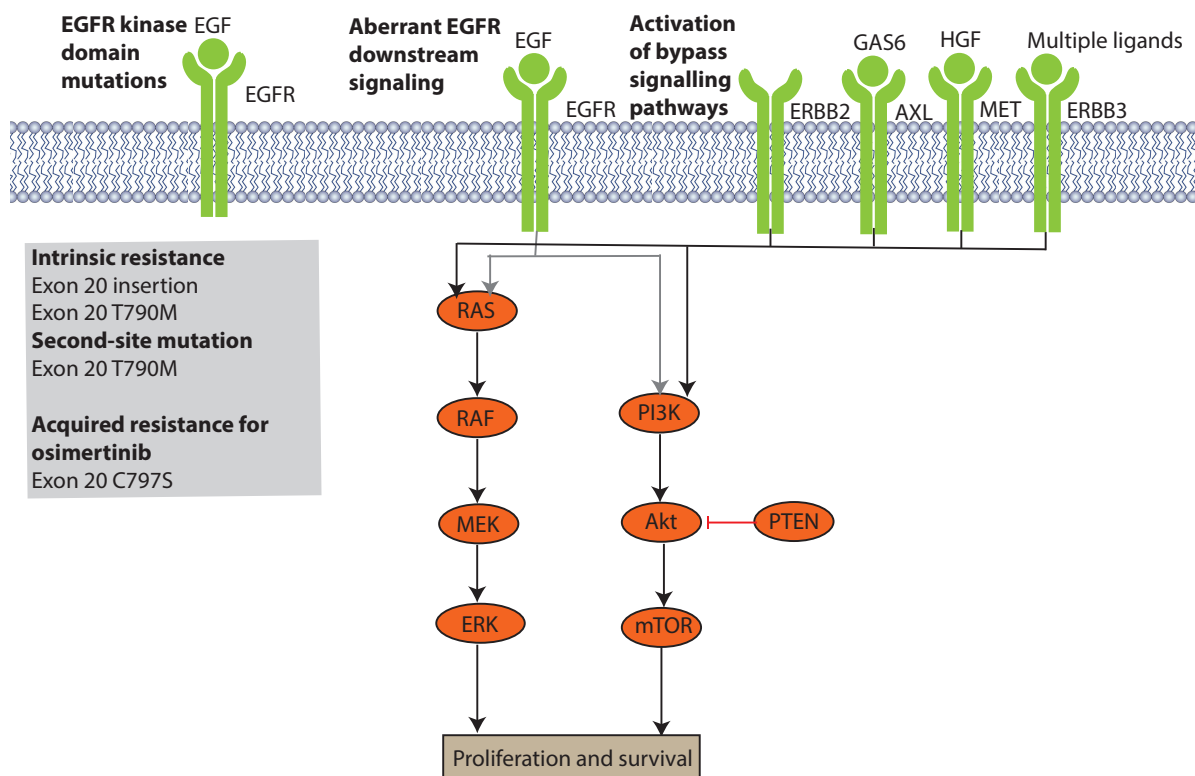 EGFR kinase
domain
mutations
EGF
EGFR
Aberrant EGFR
downstream
signaling
EGF
EGFR
Activation
of bypass
signalling
pathways
ERBB2
GAS6
AXL
HGF
MET
Multiple ligands
ERBB3
Intrinsic resistance
Exon 20 insertion
Exon 20 T790M
Second-site mutation
Exon 20 T790M
Acquired resistance for
osimertinib
Exon 20 C797S
RAS
RAF
MEK
ERK
PI3K
Akt
PTEN
mTOR
Proliferation and survival